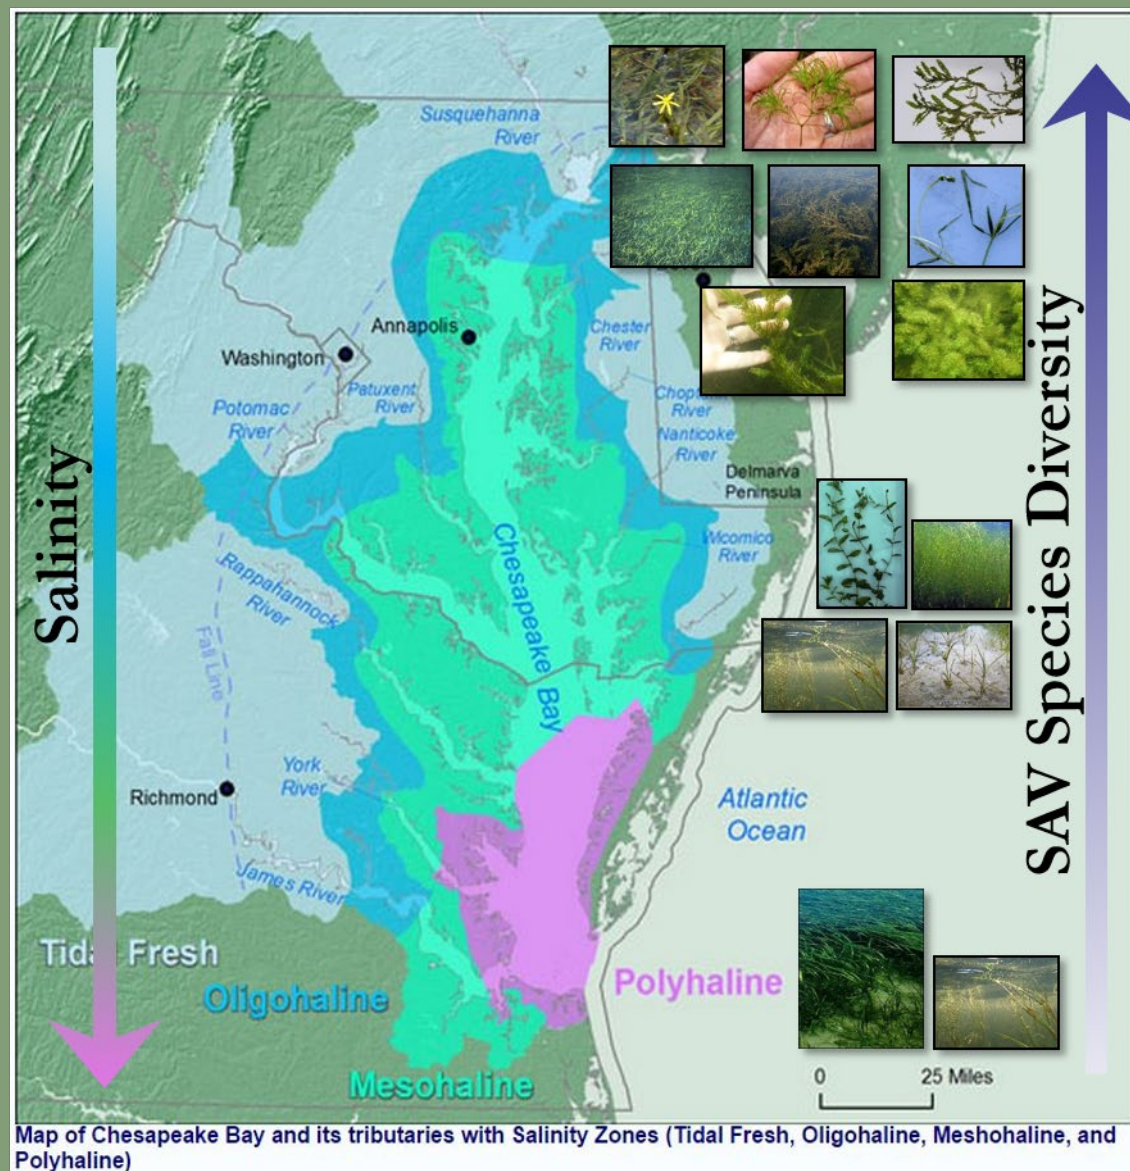 Susquehanna
River
Annapolis
Washington
Chester
River
Patuxent
River
Potomac
River
River
Nanticoke
River
Delmarva
Peninsula
Salinity
SAV Species Diversity
Chesapeake Bay
Wicomico
River
Rappahannock
River
Fall Line
York
River
Richmond
Atlantic
Ocean
James River
Tidal Fresh
Oligohaline
Polyhaline
Mesohaline
0 25 Miles
Map of Chesapeake Bay and its tributaries with Salinity Zones (Tidal Fresh, Oligohaline, Meshohaline, and
Polyhaline)